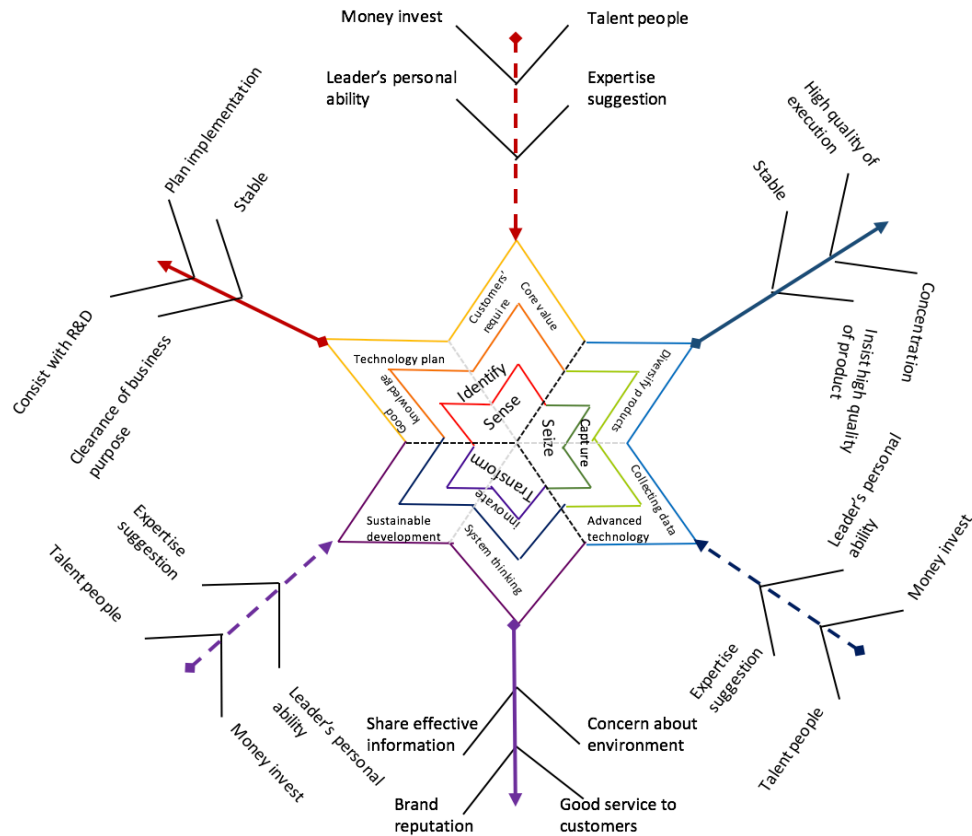 Money invest
Talent people
Leader's personal
ability
Expertise
suggestion
Plan implementation
Stable
Consist with R&D
Clearance of business
purpose
High quality of
execution
Stable
Concentration
Insist high quality
of product
Customers'
require
Core value
Technology plan
Good
knowledge
Identify
Sense
Diversify products
Capture
Seize
Collecting data
Advanced
technology
Transform
innovate
Sustainable
development
System thinking
Expertise
suggestion
Talent people
Leader's personal
ability
Money invest
Leader's personal
ability
Money invest
Expertise
suggestion
Talent people
Share effective
information
Concern about
environment
Brand
reputation
Good service to
customers